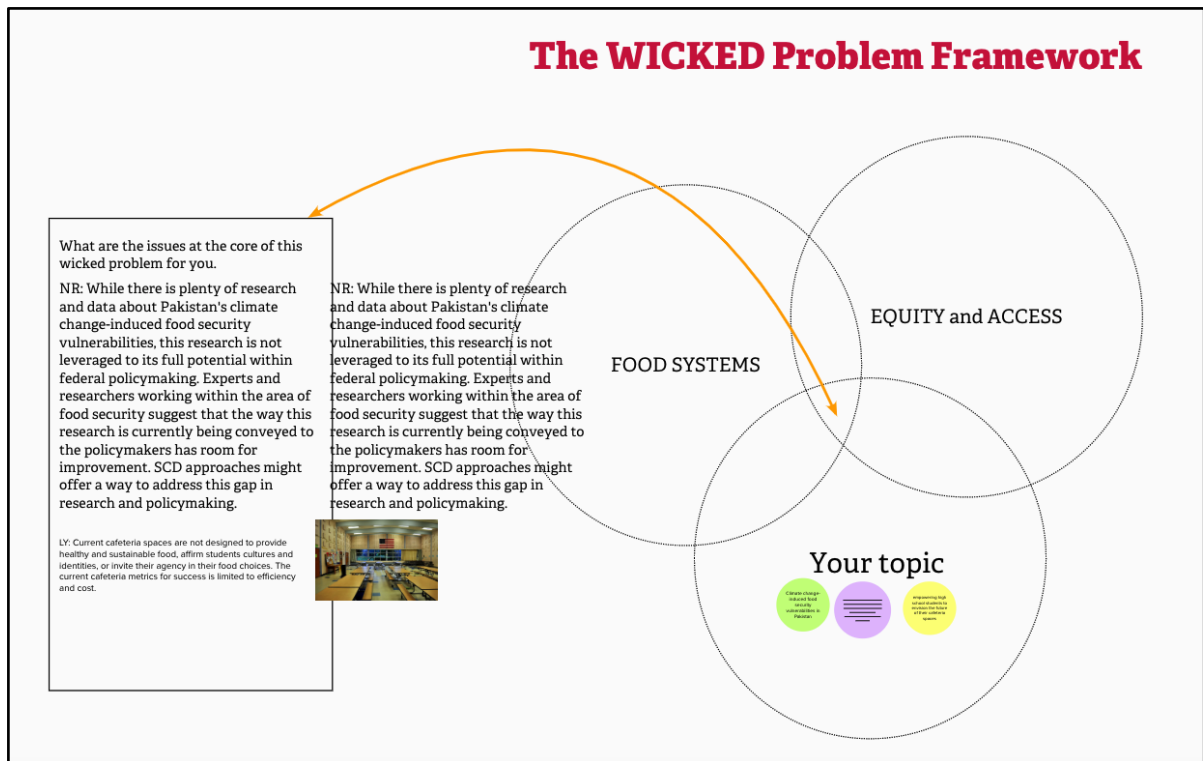 The WICKED Problem Framework
What are the issues at the core of this
wicked problem for you.
NR: While there is plenty of research
and data about Pakistan's climate
change-induced food security
vulnerabilities, this research is not
leveraged to its full potential within
federal policymaking. Experts and
researchers working within the area of
food security suggest that the way this
research is currently being conveyed to
the policymakers has room for
improvement. SCD approaches might
offer a way to address this gap in
research and policymaking.
LY: Current cafeteria spaces are not designed to provide
healthy and sustainable food, affirm students cultures and
identities, or invite their agency in their food choices. The
current cafeteria metrics for success is limited to efficiency
and cost.
NR: While there is plenty of research
and data about Pakistan's climate
change-induced food security
vulnerabilities, this research is not
leveraged to its full potential within
federal policymaking. Experts and
researchers working within the area of
food security suggest that the way this
research is currently being conveyed to
the policymakers has room for
improvement. SCD approaches might
offer a way to address this gap in
research and policymaking.
FOOD SYSTEMS
EQUITY and ACCESS
Your topic
Climate change-
induced food
security
vulnerabilities in
Pakistan
empowering high
school students to
envision the future
of their cafeteria
spaces